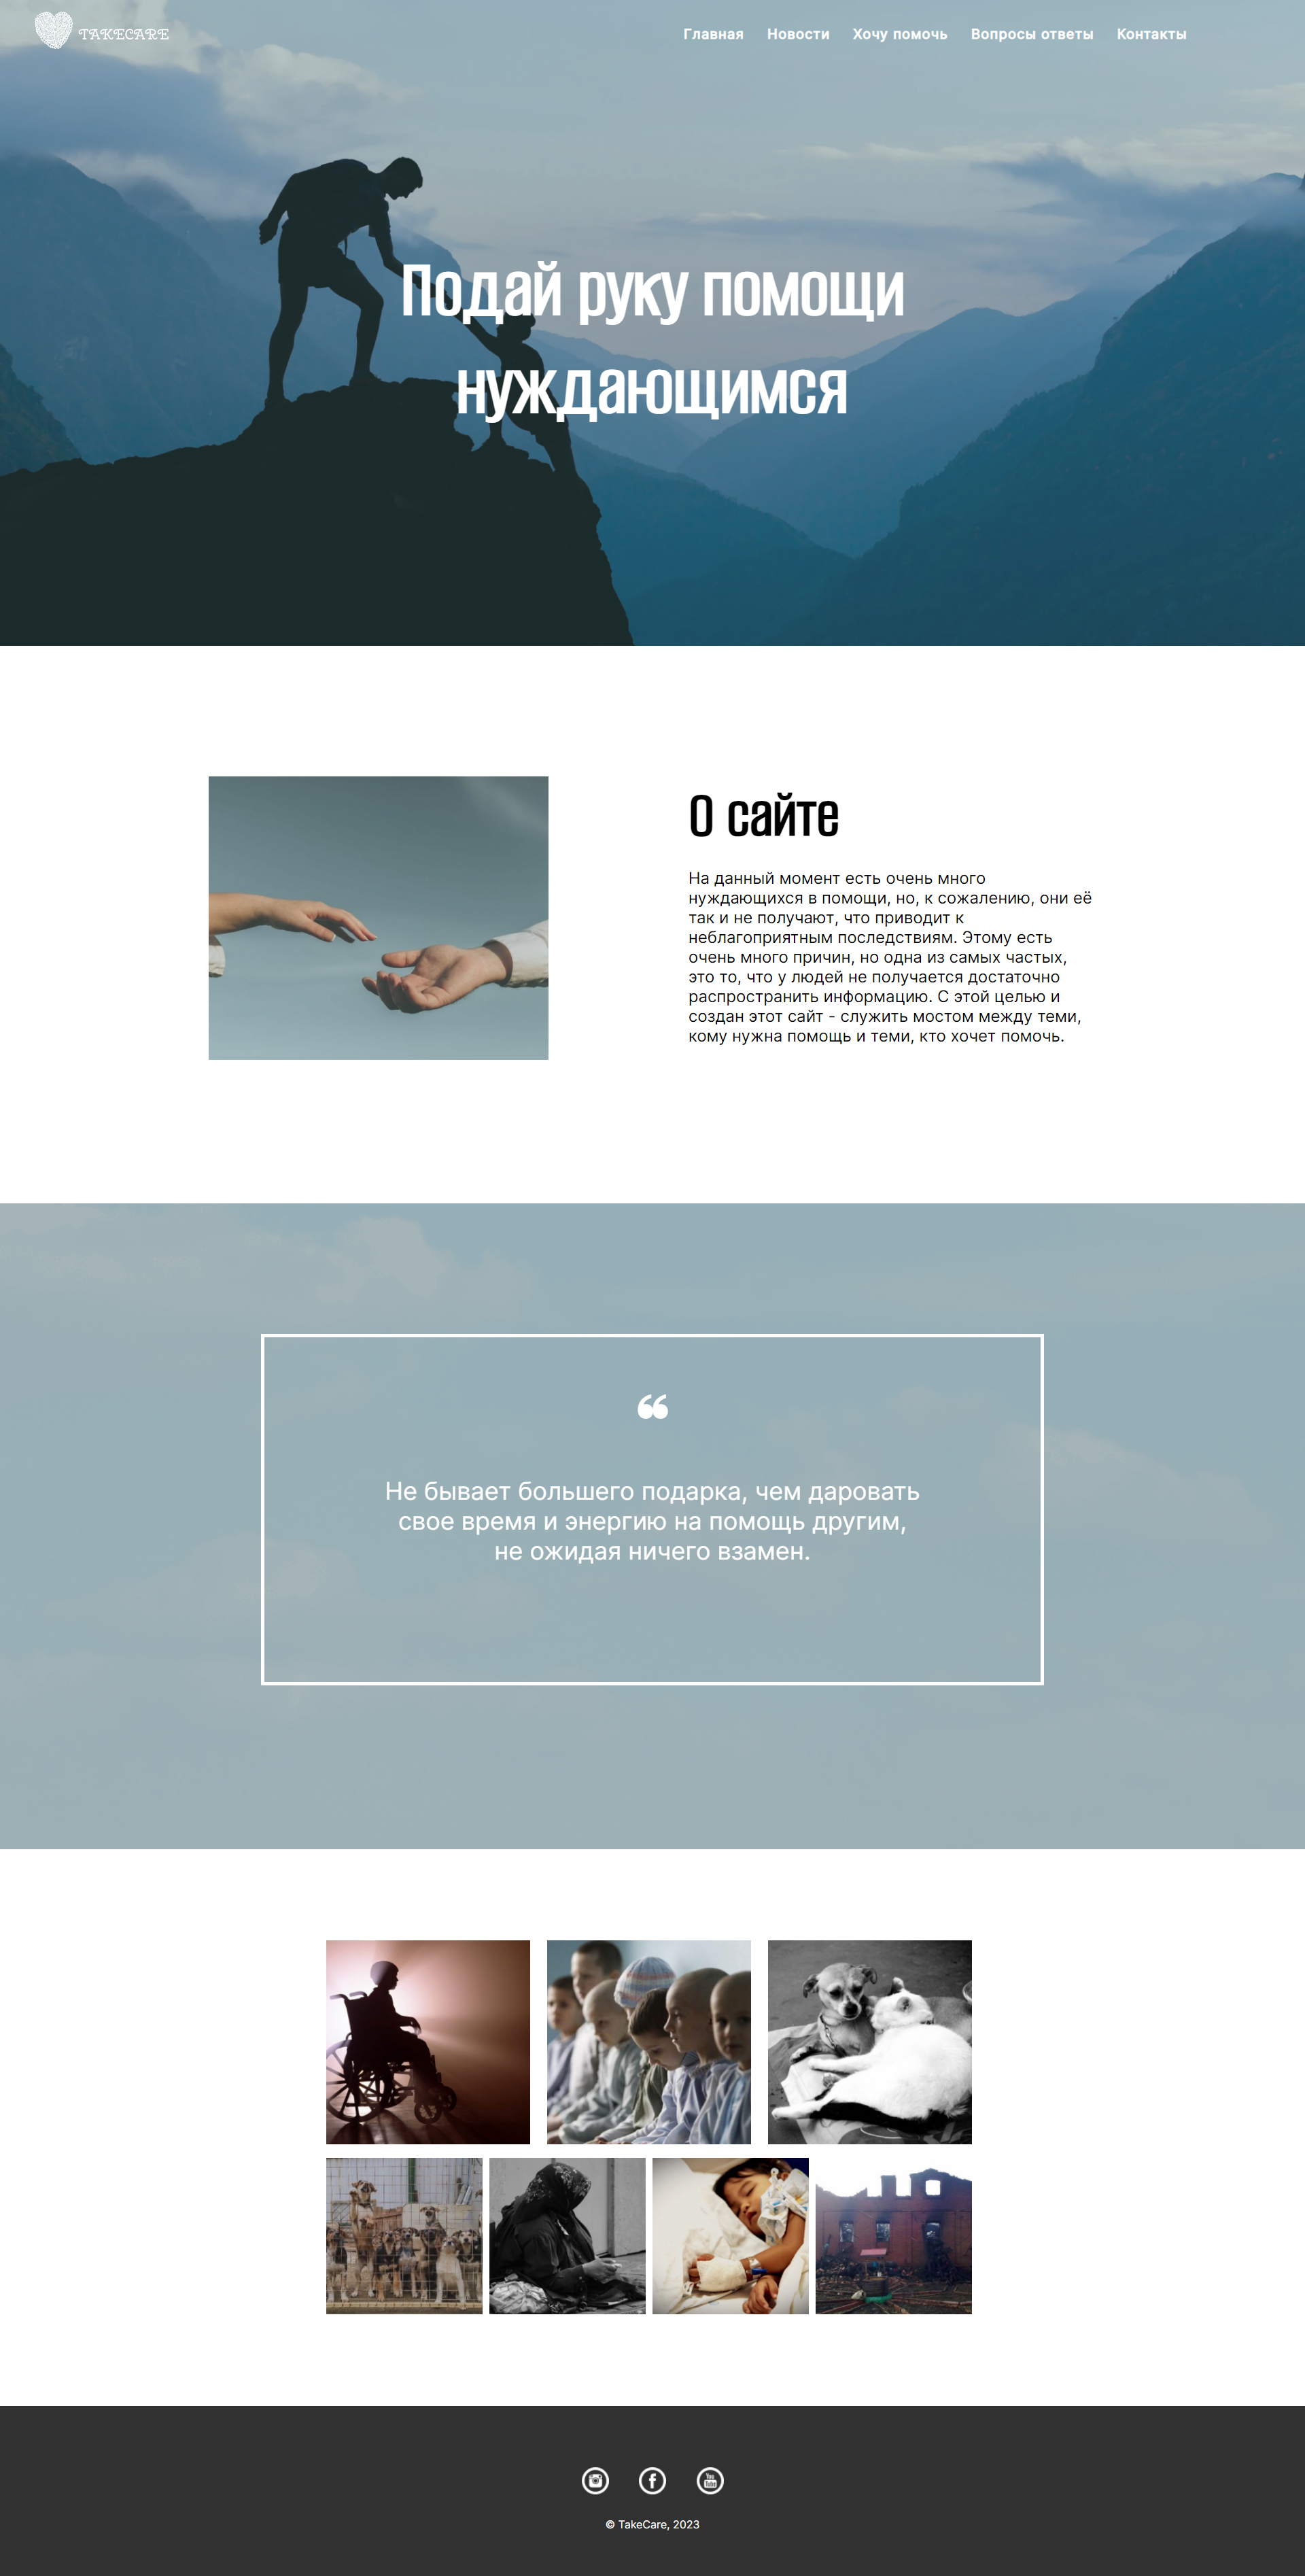 TAKECARE
Главная Новости Хочу помочь Вопросы ответы Контакты
Подай руку помощи
нуждающимся
О сайте
На данный момент есть очень много
нуждающихся в помощи, но, к сожалению, они её
так и не получают, что приводит к
неблагоприятным последствиям. Этому есть
очень много причин, но одна из самых частых,
это то, что у людей не получается достаточно
распространить информацию. С этой целью и
создан этот сайт - служить мостом между теми,
кому нужна помощь и теми, кто хочет помочь.
❝
Не бывает большего подарка, чем даровать
свое время и энергию на помощь другим,
не ожидая ничего взамен.
You Tube
© TakeCare, 2023